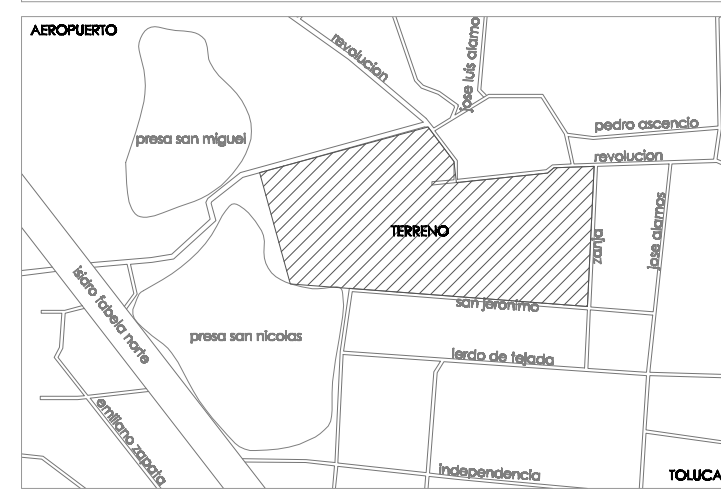 AEROPUERTO
revolucion
jose luis alamo
presa san miguel
pedro ascencio
revolucion
TERRENO
zanja
jose alamos
isidro fabela norte
san jeronimo
presa san nicolas
lerdo de tejada
emiliano zapata
independencia
TOLUCA